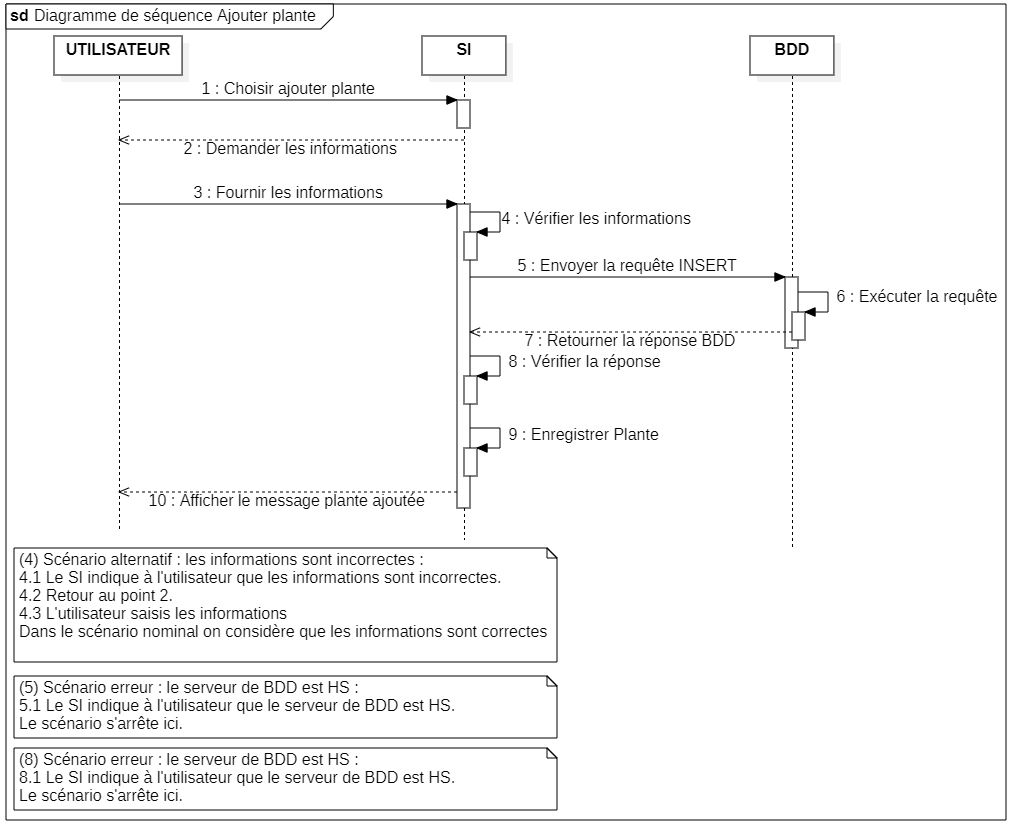 sd Diagramme de séquence Ajouter plante
UTILISATEUR
SI
BDD
1 : Choisir ajouter plante
2 : Demander les informations
3 : Fournir les informations
4 : Vérifier les informations
5 : Envoyer la requête INSERT
6 : Exécuter la requête
7 : Retourner la réponse BDD
8 : Vérifier la réponse
9 : Enregistrer Plante
10 : Afficher le message plante ajoutée
(4) Scénario alternatif : les informations sont incorrectes :
4.1 Le SI indique à l'utilisateur que les informations sont incorrectes.
4.2 Retour au point 2.
4.3 L'utilisateur saisis les informations
Dans le scénario nominal on considère que les informations sont correctes
(5) Scénario erreur : le serveur de BDD est HS :
5.1 Le SI indique à l'utilisateur que le serveur de BDD est HS.
Le scénario s'arrête ici.
(8) Scénario erreur : le serveur de BDD est HS :
8.1 Le SI indique à l'utilisateur que le serveur de BDD est HS.
Le scénario s'arrête ici.